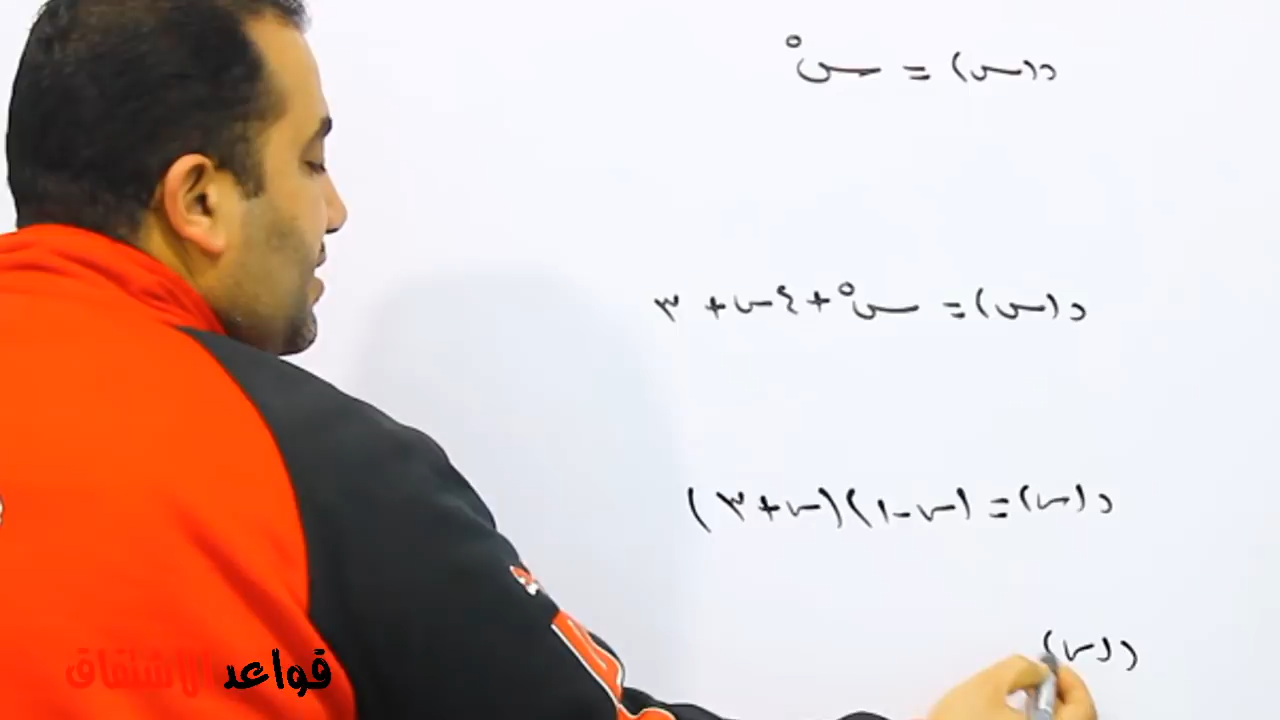 د(س) = س٥
د(س) = س٥ + ٤س + ٣
د(س) = (س - ١)(س + ٣)
د(س)
قواعد الاشتقاق